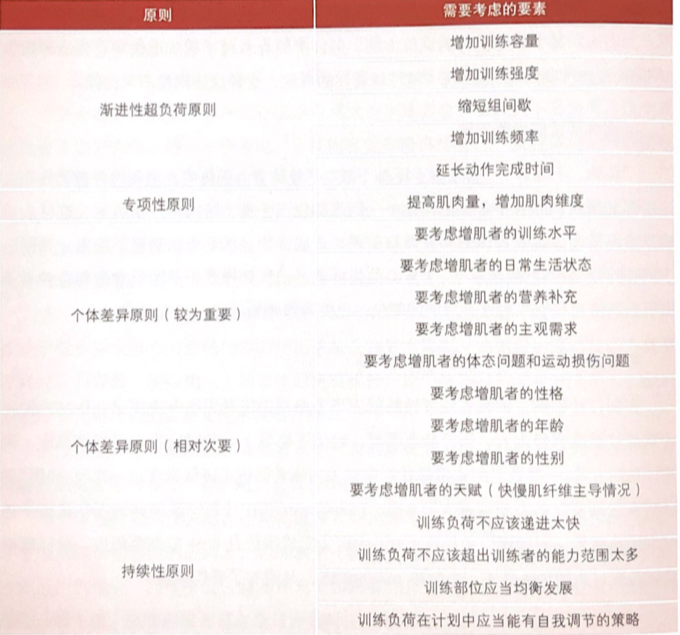 原则
需要考虑的要素
渐进性超负荷原则
增加训练容量
增加训练强度
缩短组间歇
增加训练频率
延长动作完成时间
专项性原则
提高肌肉量，增加肌肉维度
个体差异原则（较为重要）
要考虑增肌者的训练水平
要考虑增肌者的日常生活状态
要考虑增肌者的营养补充
要考虑增肌者的主观需求
要考虑增肌者的体态问题和运动损伤问题
个体差异原则（相对次要）
要考虑增肌者的性格
要考虑增肌者的年龄
要考虑增肌者的性别
要考虑增肌者的天赋（快慢肌纤维主导情况）
持续性原则
训练负荷不应该递进太快
训练负荷不应该超出训练者的能力范围太多
训练部位应当均衡发展
训练负荷在计划中应当能有自我调节的策略